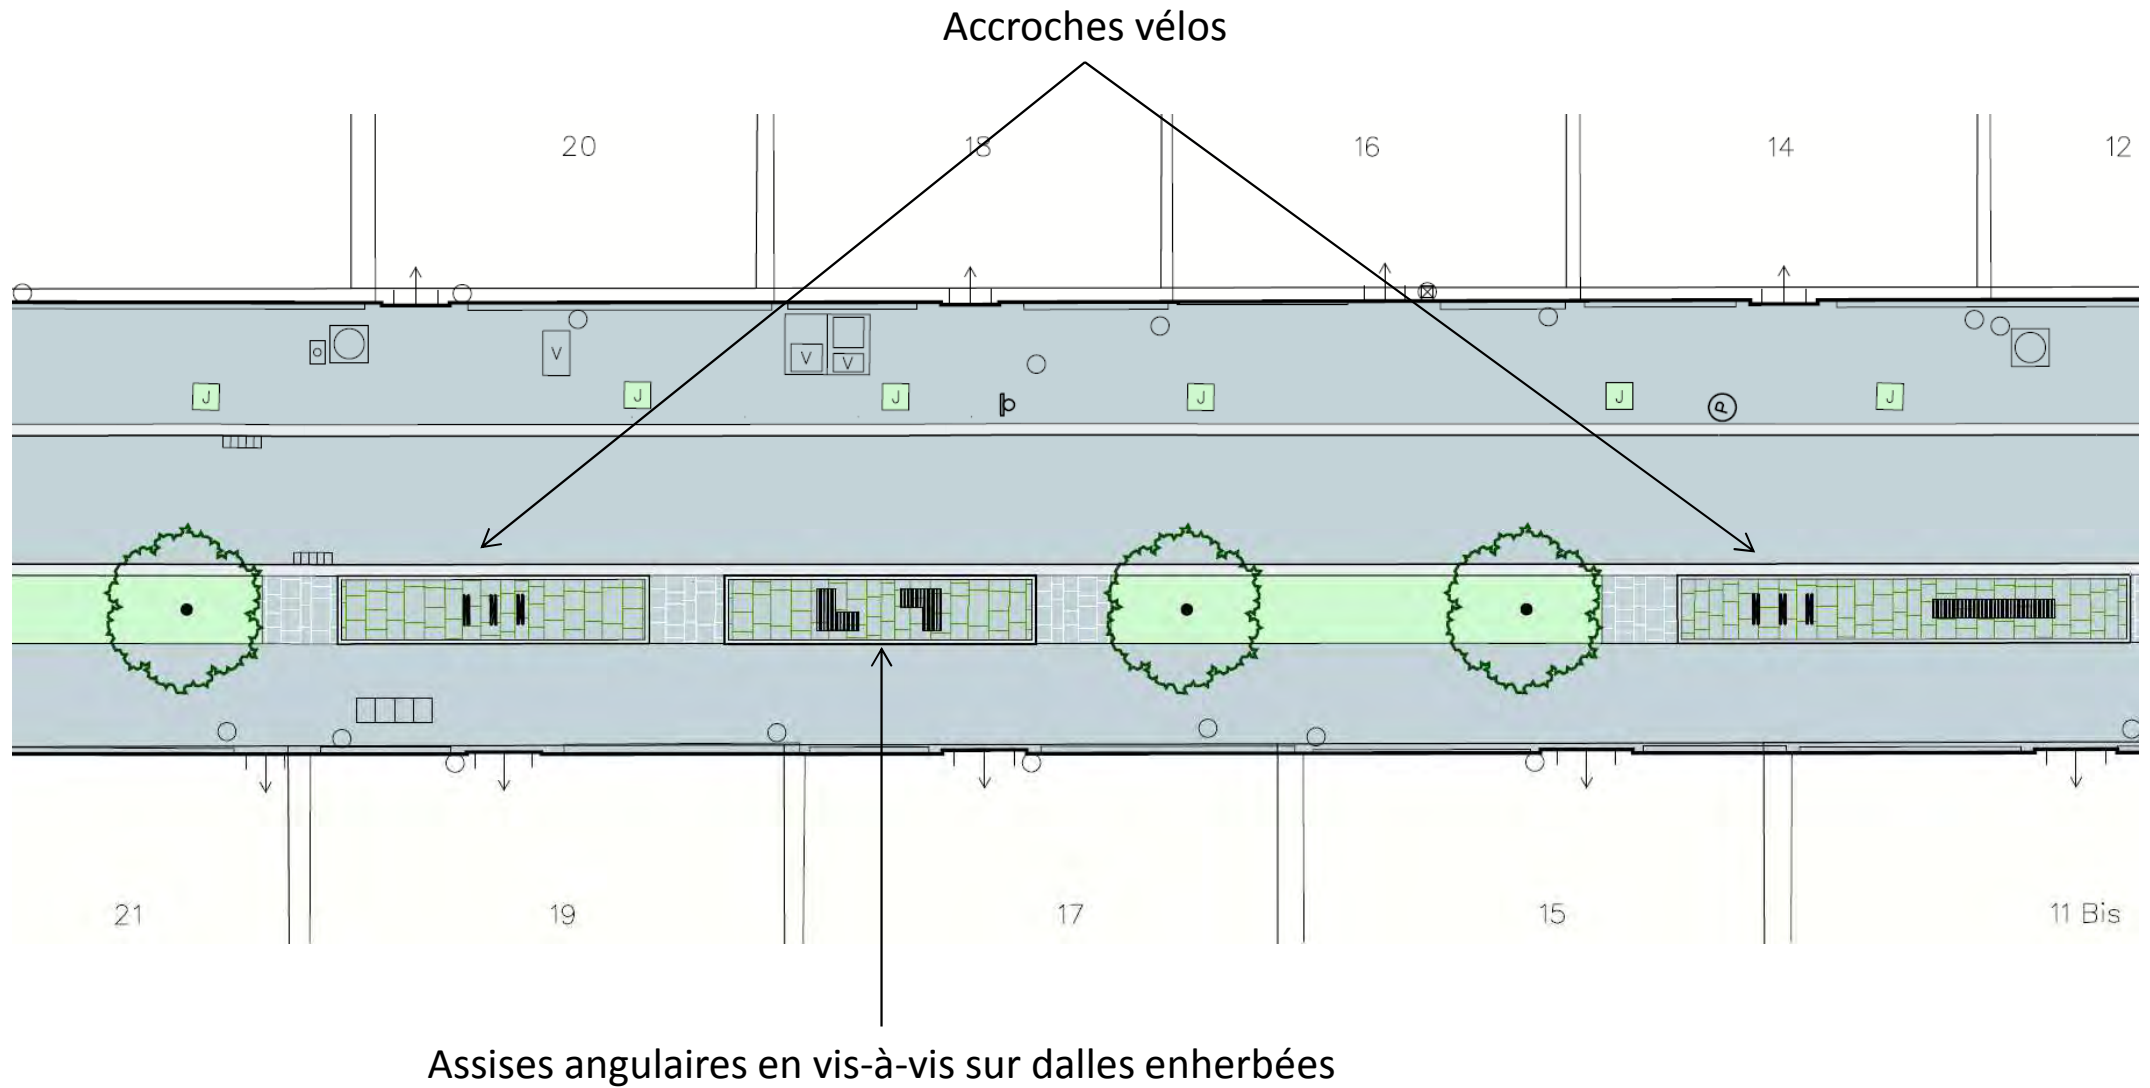 Accroches vélos
20 18 16 14 12
V V V
J J J J J J
P
21 19 17 15 11 Bis
Assises angulaires en vis-à-vis sur dalles enherbées